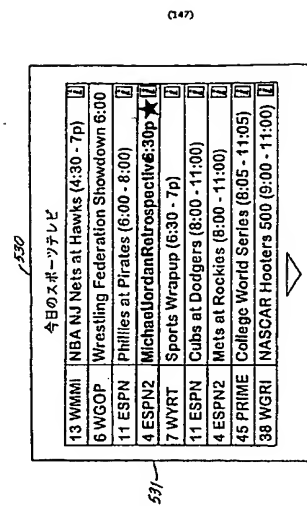 (147)
530
今日のスポーツテレビ
13 WMMI NBA NJ Nets at Hawks (4:30 - 7p) i
6 WGOP Wrestling Federation Showdown 6:00
11 ESPN Phillies at Pirates (6:00 - 8:00) i
4 ESPN2 MichaelJordanRetrospective6:30p ★ i
7 WYRT Sports Wrapup (6:30 - 7p) i
11 ESPN Cubs at Dodgers (8:00 - 11:00) i
4 ESPN2 Mets at Rockies (8:00 - 11:00) i
45 PRIME College World Series (8:05 - 11:05) i
38 WGRI NASCAR Hooters 500 (9:00 - 11:00) i
531